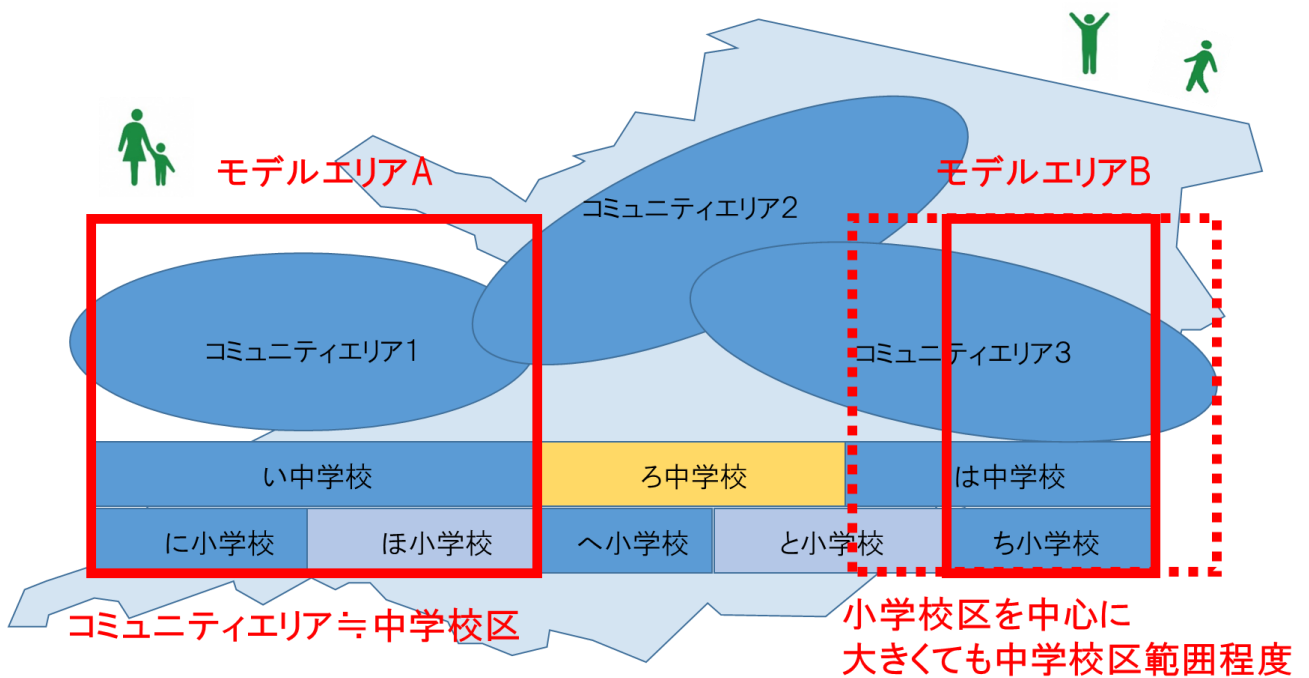 モデルエリアA
モデルエリアB
コミュニティエリア2
コミュニティエリア1
コミュニティエリア3
い中学校
ろ中学校
は中学校
に小学校
ほ小学校
へ小学校
と小学校
ち小学校
コミュニティエリア≒中学校区
小学校区を中心に
大きくても中学校区範囲程度